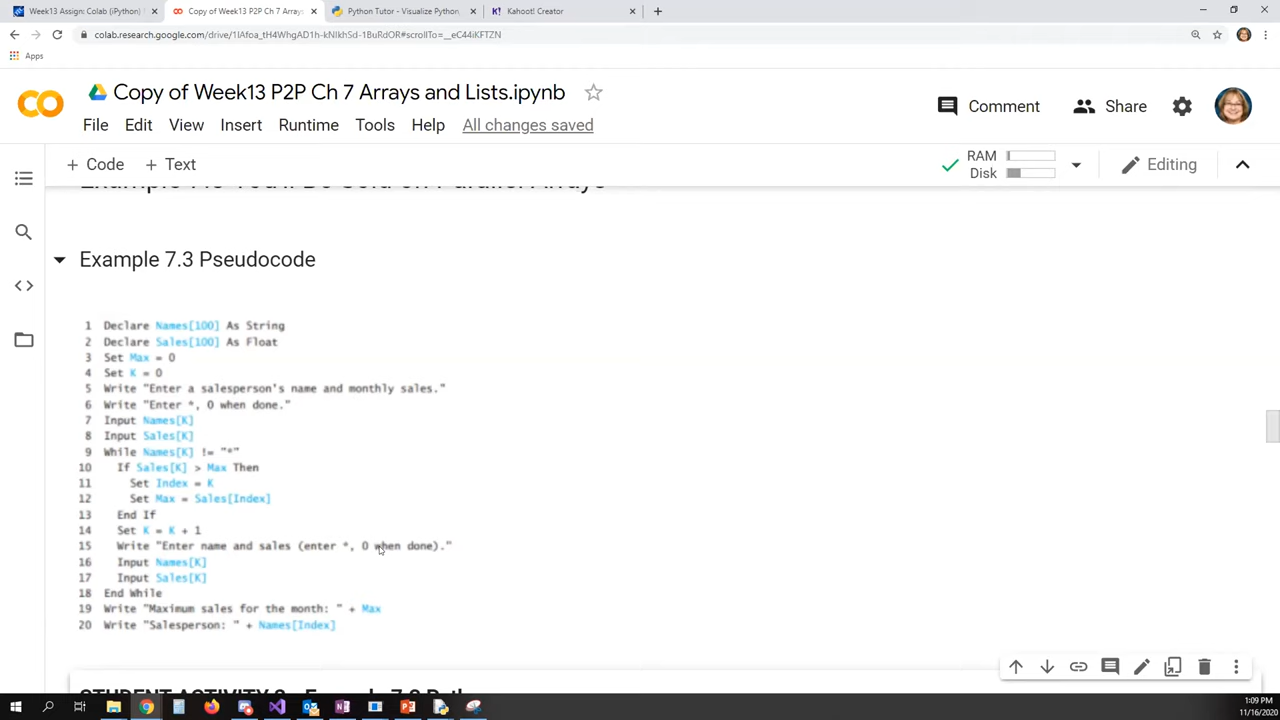 Week13 Assign: Colab (iPython)
Copy of Week13 P2P Ch 7 Arrays
Python Tutor - Visualize Python,
Kahoot! Creator
colab.research.google.com/drive/1lAfoa_tH4WhgAD1h-kNIkhSd-1BuRdOR#scrollTo=__eC44iKFTZN
Apps
Copy of Week13 P2P Ch 7 Arrays and Lists.ipynb
Comment
Share
File Edit View Insert Runtime Tools Help All changes saved
+ Code + Text
RAM
Disk
Editing
Example 7.3 Pseudocode
1 Declare Names[100] As String
2 Declare Sales[100] As Float
3 Set Max = 0
4 Set K = 0
5 Write "Enter a salesperson's name and monthly sales."
6 Write "Enter *, 0 when done."
7 Input Names[K]
8 Input Sales[K]
9 While Names[K] != "*"
10 If Sales[K] > Max Then
11 Set Index = K
12 Set Max = Sales[Index]
13 End If
14 Set K = K + 1
15 Write "Enter name and sales (enter *, 0 when done)."
16 Input Names[K]
17 Input Sales[K]
18 End While
19 Write "Maximum sales for the month: " + Max
20 Write "Salesperson: " + Names[Index]
1:09 PM
11/16/2020